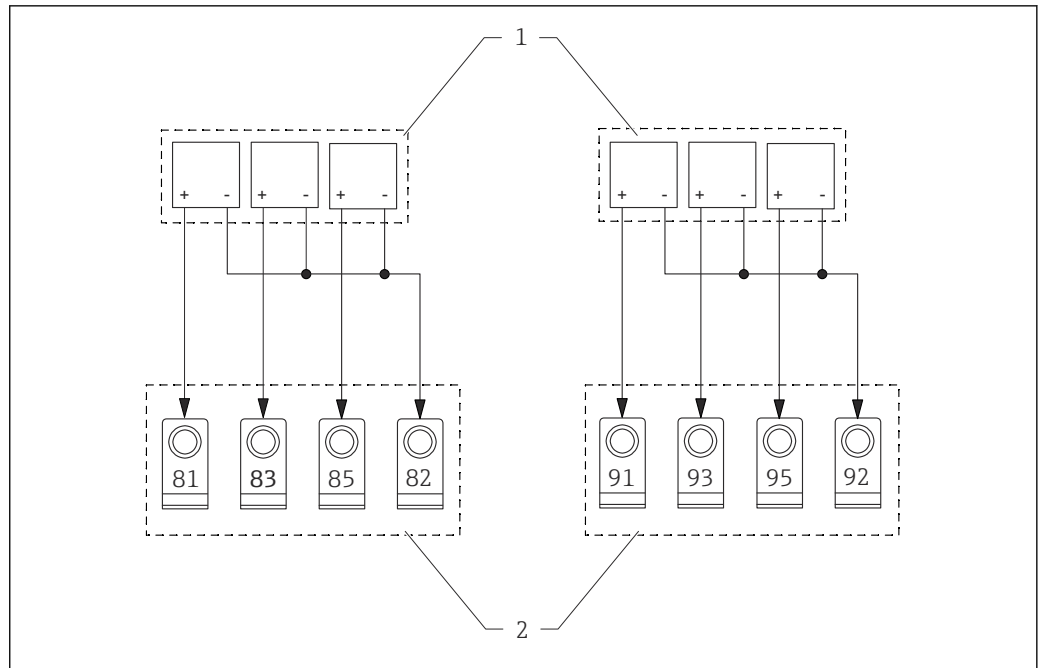 1
+ - + - + - + - + - + -
81 83 85 82 91 93 95 92
2